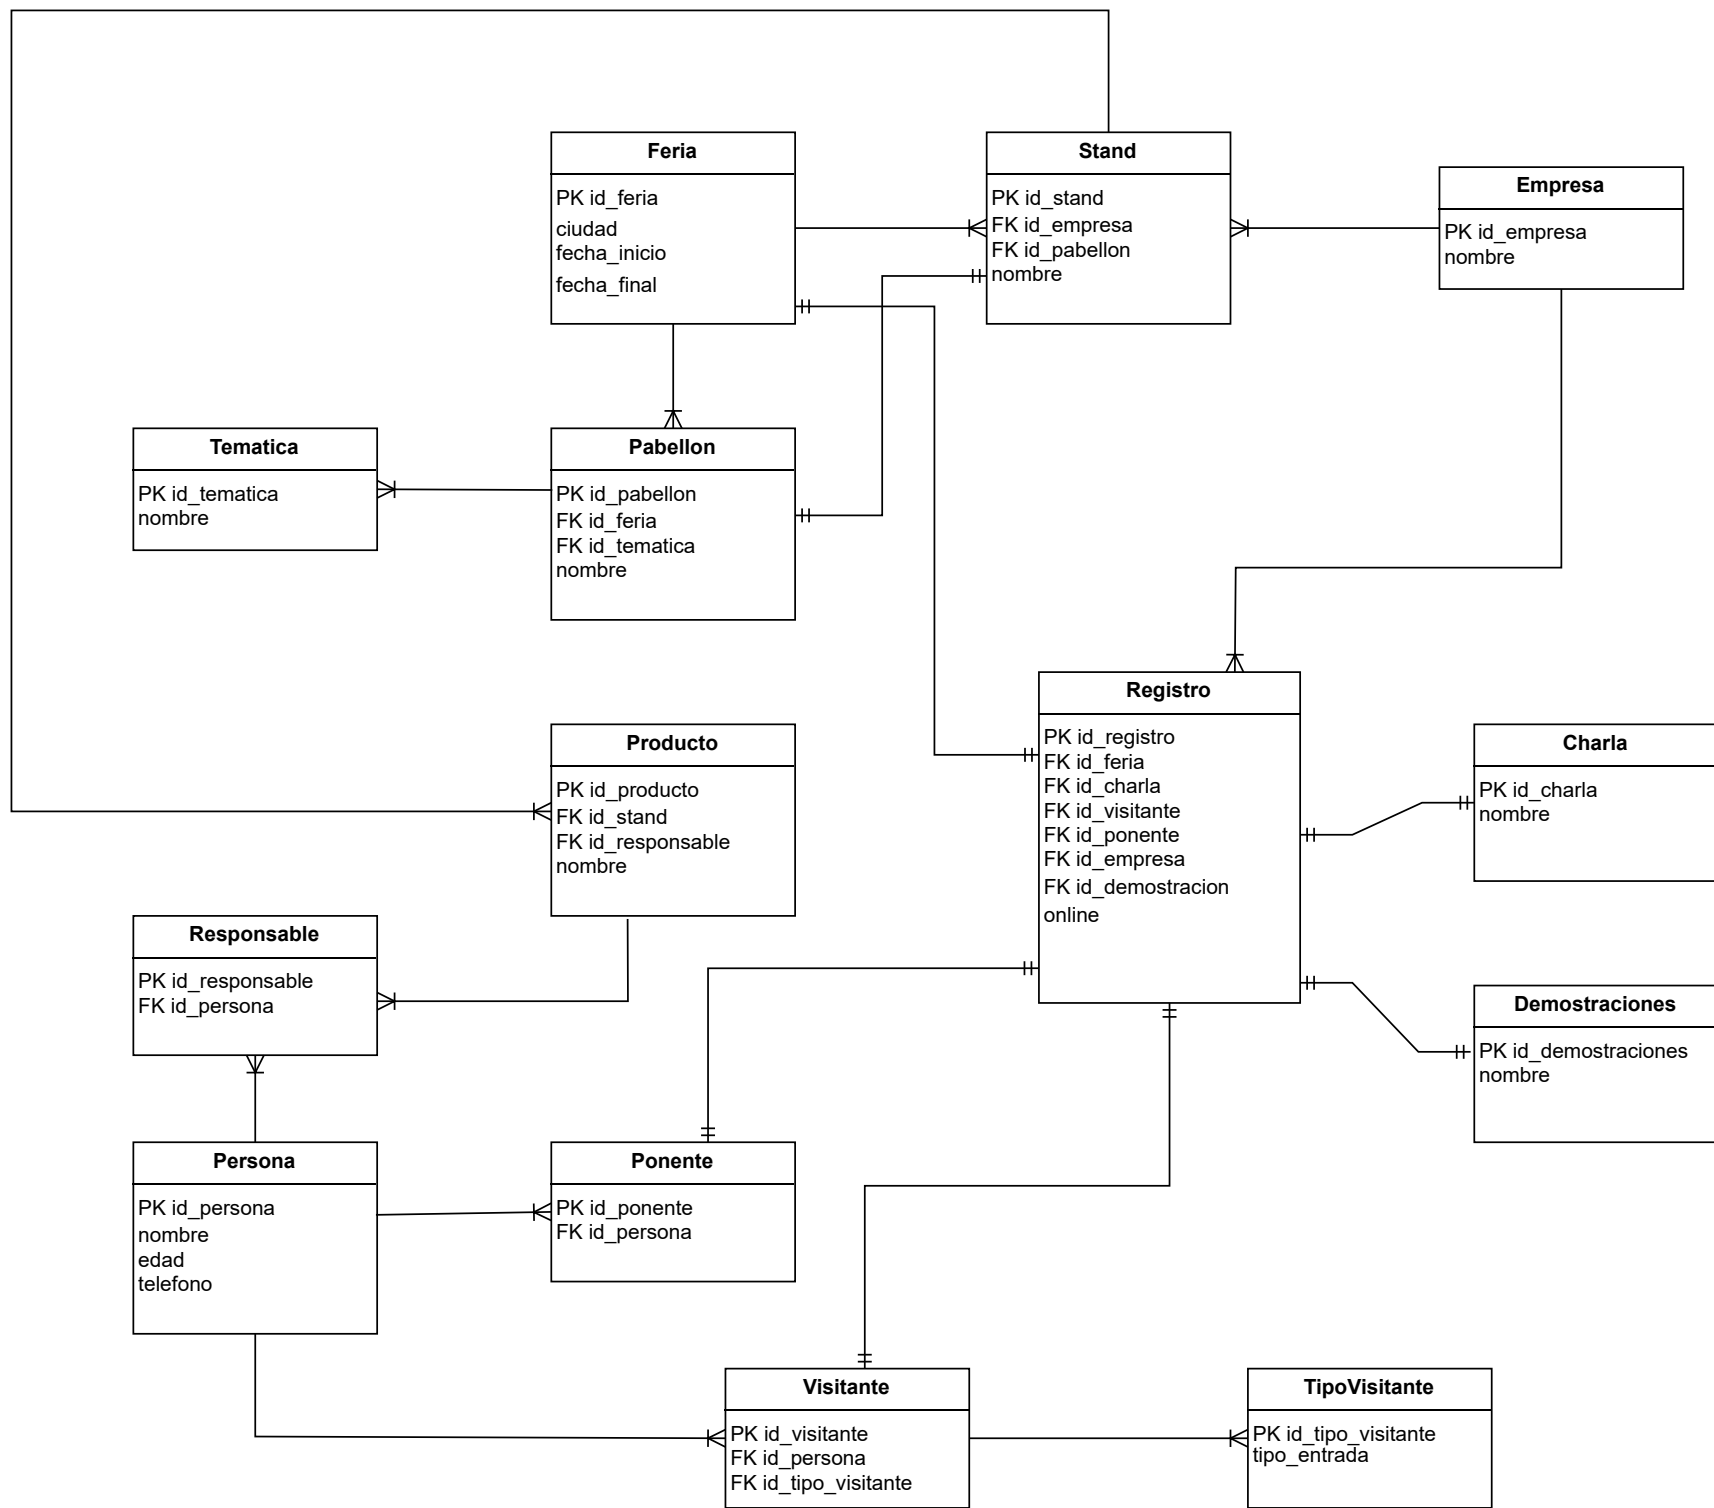 Feria
PK id_feria
ciudad
fecha_inicio
fecha_final
Stand
PK id_stand
FK id_empresa
FK id_pabellon
nombre
Empresa
PK id_empresa
nombre
Tematica
PK id_tematica
nombre
Pabellon
PK id_pabellon
FK id_feria
FK id_tematica
nombre
Registro
PK id_registro
FK id_feria
FK id_charla
FK id_visitante
FK id_ponente
FK id_empresa
FK id_demostracion
online
Producto
PK id_producto
FK id_stand
FK id_responsable
nombre
Charla
PK id_charla
nombre
Responsable
PK id_responsable
FK id_persona
Demostraciones
PK id_demostraciones
nombre
Persona
PK id_persona
nombre
edad
telefono
Ponente
PK id_ponente
FK id_persona
Visitante
PK id_visitante
FK id_persona
FK id_tipo_visitante
TipoVisitante
PK id_tipo_visitante
tipo_entrada